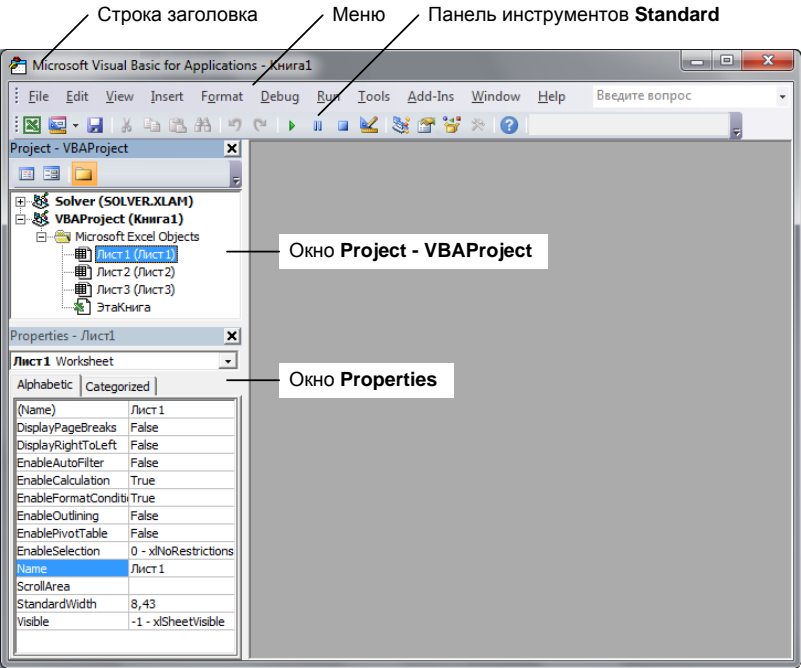 Строка заголовка
Меню
Панель инструментов Standard
Microsoft Visual Basic for Applications - Книга1
File Edit View Insert Format Debug Run Tools Add-Ins Window Help Введите вопрос
Project - VBAProject
Solver (SOLVER.XLAM)
VBAProject (Книга1)
Microsoft Excel Objects
Лист1 (Лист1)
Лист2 (Лист2)
Лист3 (Лист3)
ЭтаКнига
Окно Project - VBAProject
Properties - Лист1
Лист1 Worksheet
Alphabetic Categorized
Окно Properties
(Name) Лист1
DisplayPageBreaks False
DisplayRightToLeft False
EnableAutoFilter False
EnableCalculation True
EnableFormatConditi True
EnableOutlining False
EnablePivotTable False
EnableSelection 0 - xlNoRestrictions
Name Лист1
ScrollArea
StandardWidth 8,43
Visible -1 - xlSheetVisible